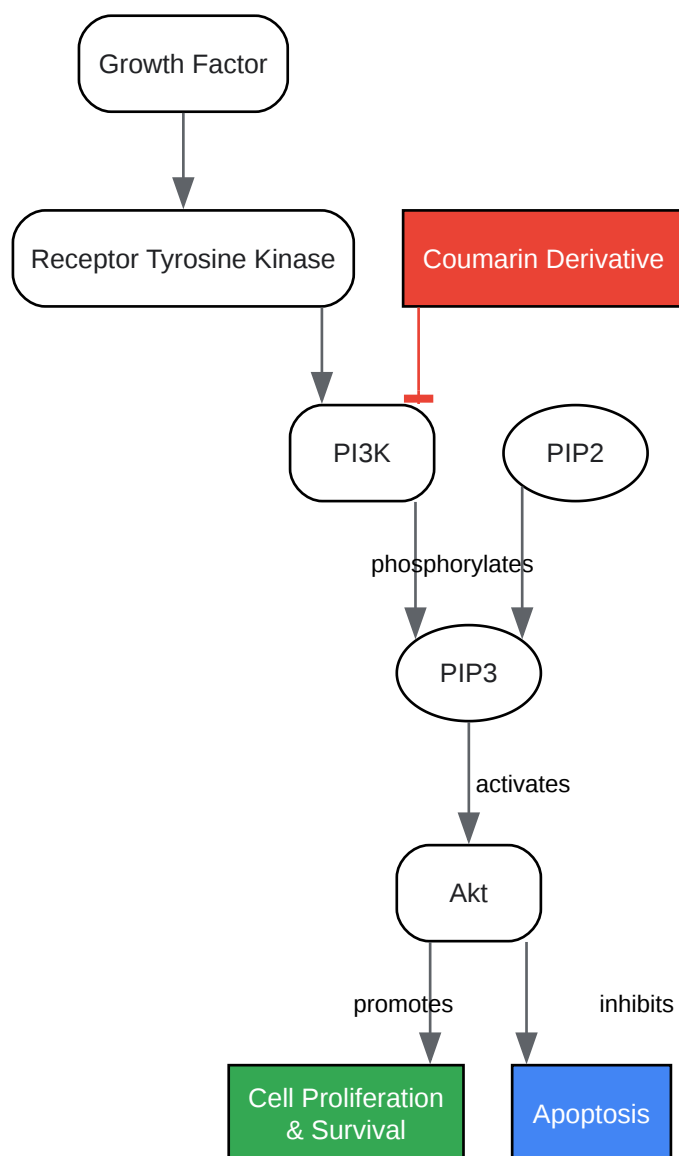 Growth Factor
Receptor Tyrosine Kinase
Coumarin Derivative
PI3K
PIP2
phosphorylates
PIP3
activates
Akt
promotes
inhibits
Cell Proliferation
& Survival
Apoptosis